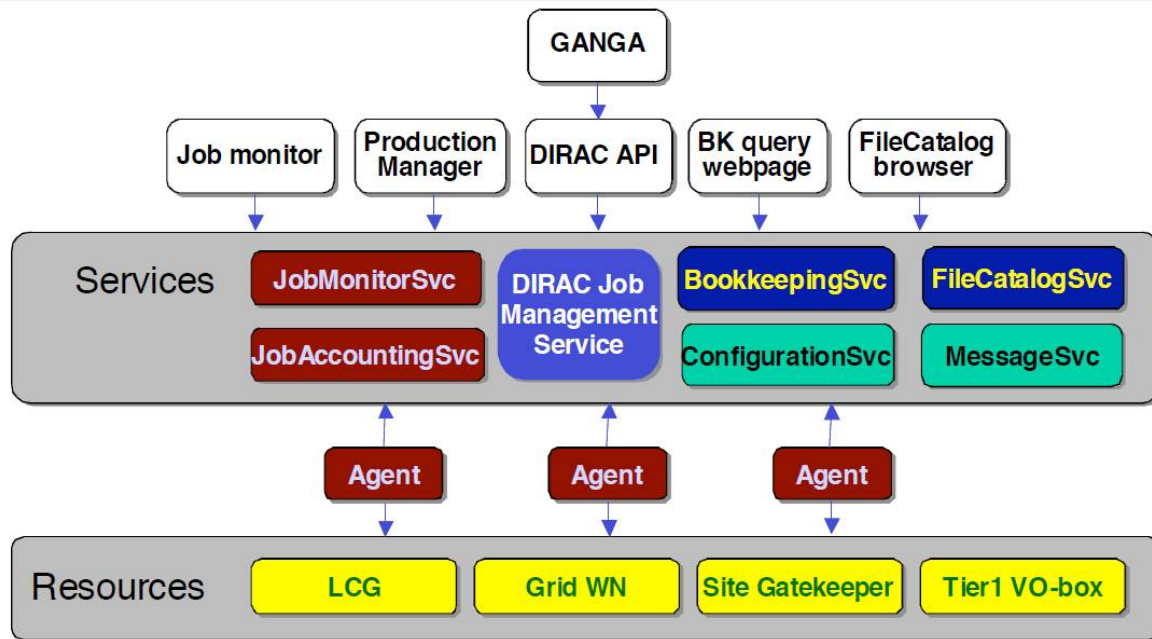 GANGA
Job monitor
Production
Manager
DIRAC API
BK query
webpage
FileCatalog
browser
Services
JobMonitorSvc
JobAccountingSvc
DIRAC Job
Management
Service
BookkeepingSvc
ConfigurationSvc
FileCatalogSvc
MessageSvc
Agent
Agent
Agent
Resources
LCG
Grid WN
Site Gatekeeper
Tier1 VO-box